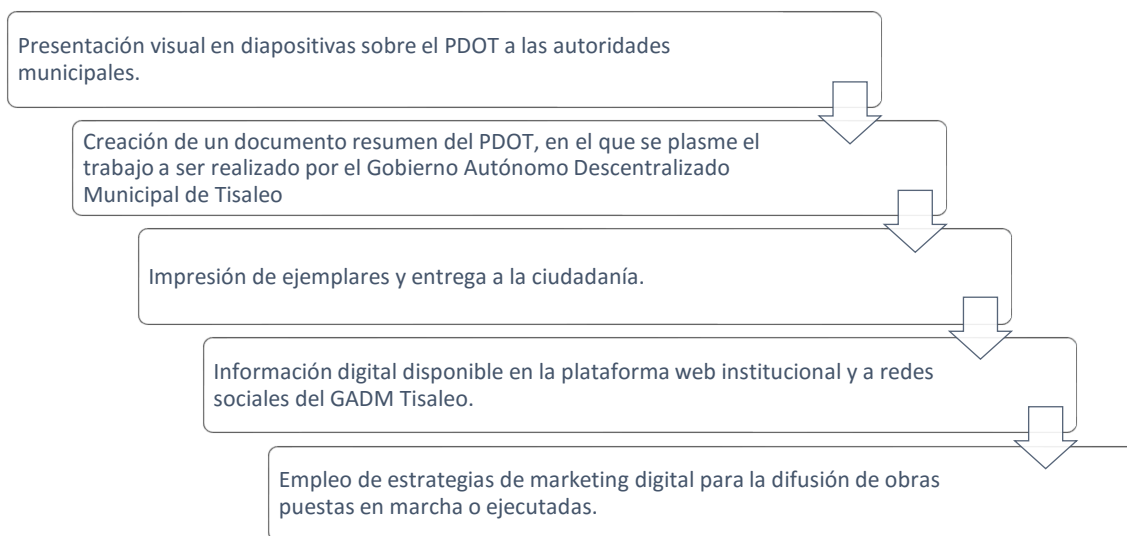 Presentación visual en diapositivas sobre el PDOT a las autoridades
municipales.
Creación de un documento resumen del PDOT, en el que se plasme el
trabajo a ser realizado por el Gobierno Autónomo Descentralizado
Municipal de Tisaleo
Impresión de ejemplares y entrega a la ciudadanía.
Información digital disponible en la plataforma web institucional y a redes
sociales del GADM Tisaleo.
Empleo de estrategias de marketing digital para la difusión de obras
puestas en marcha o ejecutadas.